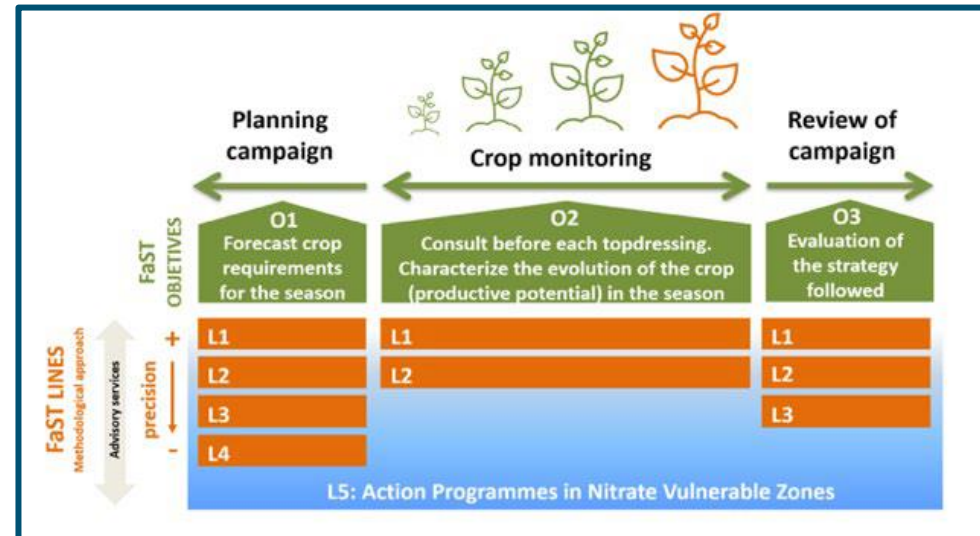 Planning
campaign
Crop monitoring
Review of
campaign
FaST
OBJETIVES
O1
Forecast crop
requirements
for the season
O2
Consult before each topdressing.
Characterize the evolution of the crop
(productive potential) in the season
O3
Evaluation of
the strategy
followed
FaST LINES
Methodological approach
Advisory services
+
precision
-
L1
L2
L3
L4
L1
L2
L1
L2
L3
L5: Action Programmes in Nitrate Vulnerable Zones